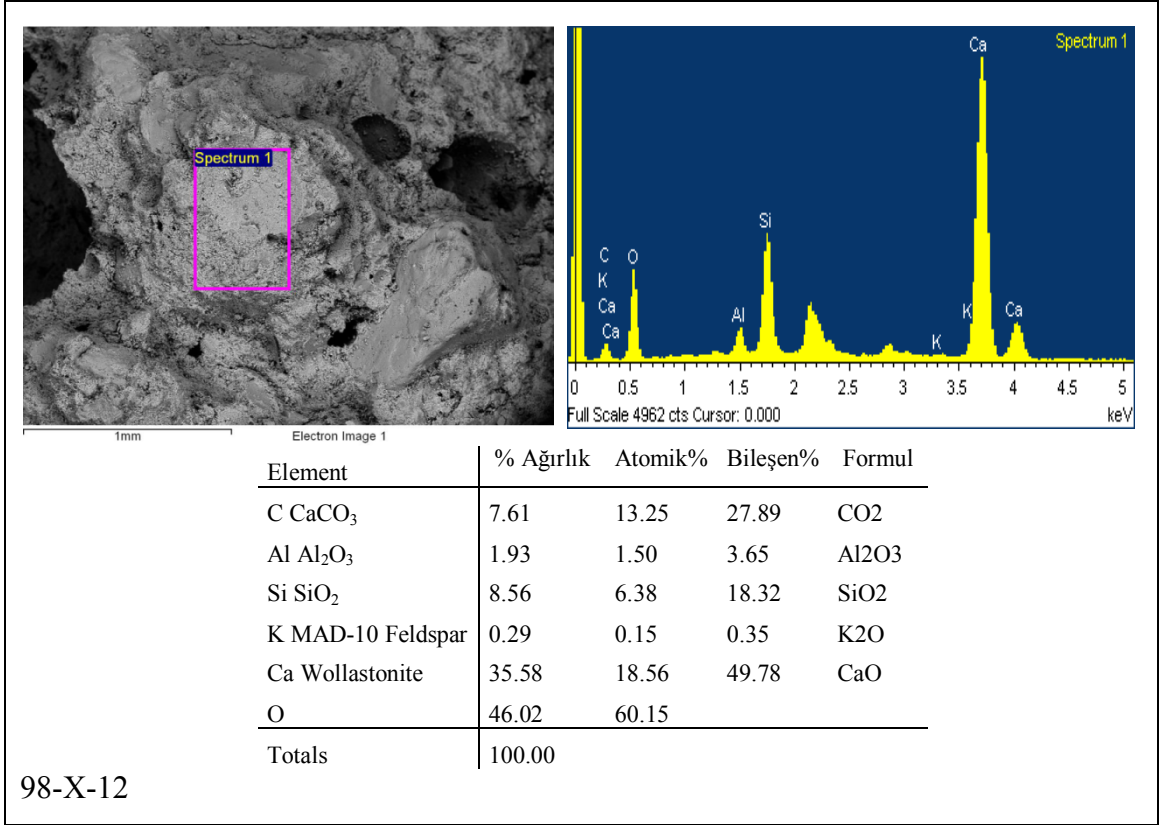 Spectrum 1
1mm
Electron Image 1
Spectrum 1
Ca
Si
C
O
K
Ca
Ca
Al
K
K
Ca
0 0.5 1 1.5 2 2.5 3 3.5 4 4.5 5
Full Scale 4962 cts Cursor: 0.000 keV
Element % Ağırlık Atomik% Bileşen% Formul
C CaCO₃ 7.61 13.25 27.89 CO2
Al Al₂O₃ 1.93 1.50 3.65 Al2O3
Si SiO₂ 8.56 6.38 18.32 SiO2
K MAD-10 Feldspar 0.29 0.15 0.35 K2O
Ca Wollastonite 35.58 18.56 49.78 CaO
O 46.02 60.15
Totals 100.00
98-X-12